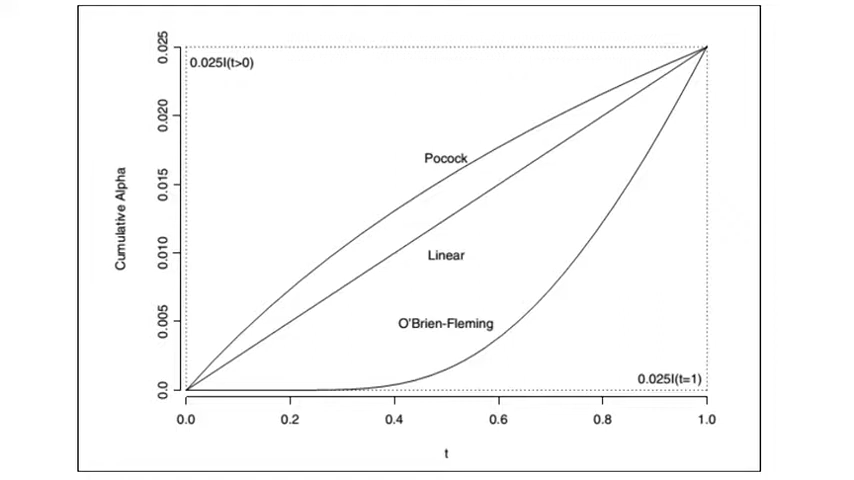 0.025I(t>0)
Pocock
Linear
O'Brien-Fleming
0.025I(t=1)
Cumulative Alpha
0.025
0.020
0.015
0.010
0.005
0.0
0.0 0.2 0.4 0.6 0.8 1.0
t